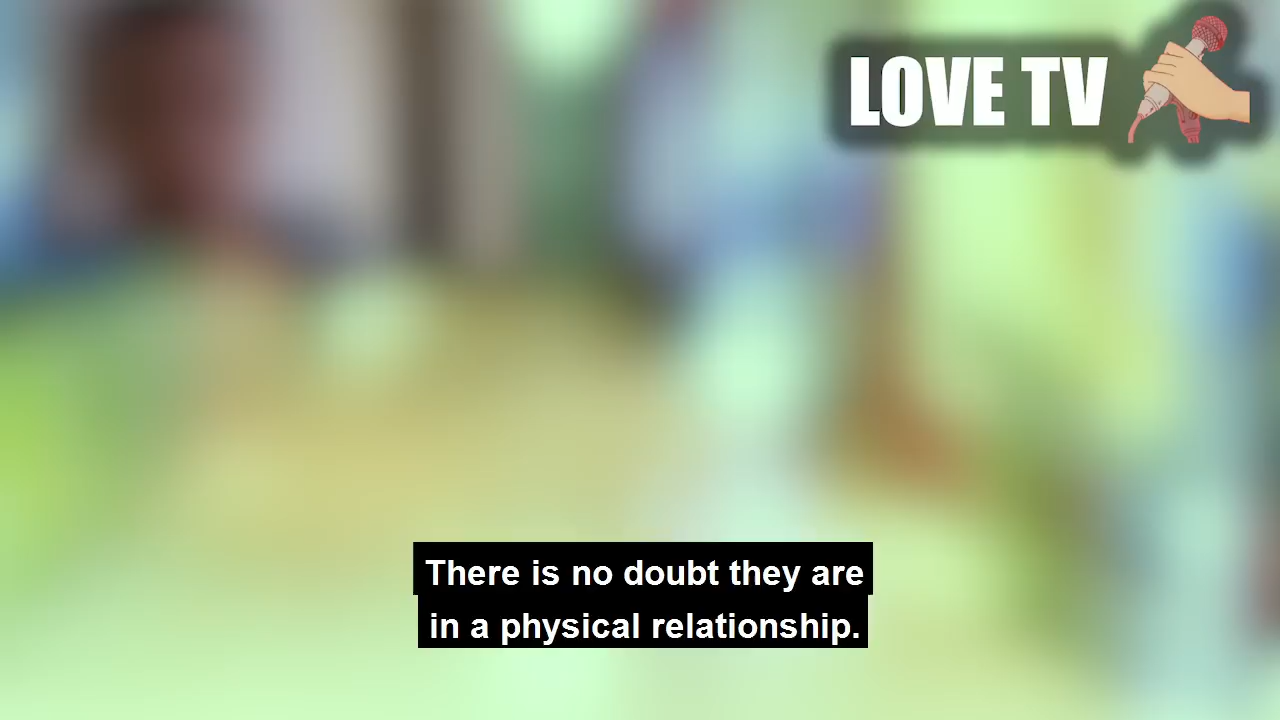 LOVE TV
There is no doubt they are
in a physical relationship.